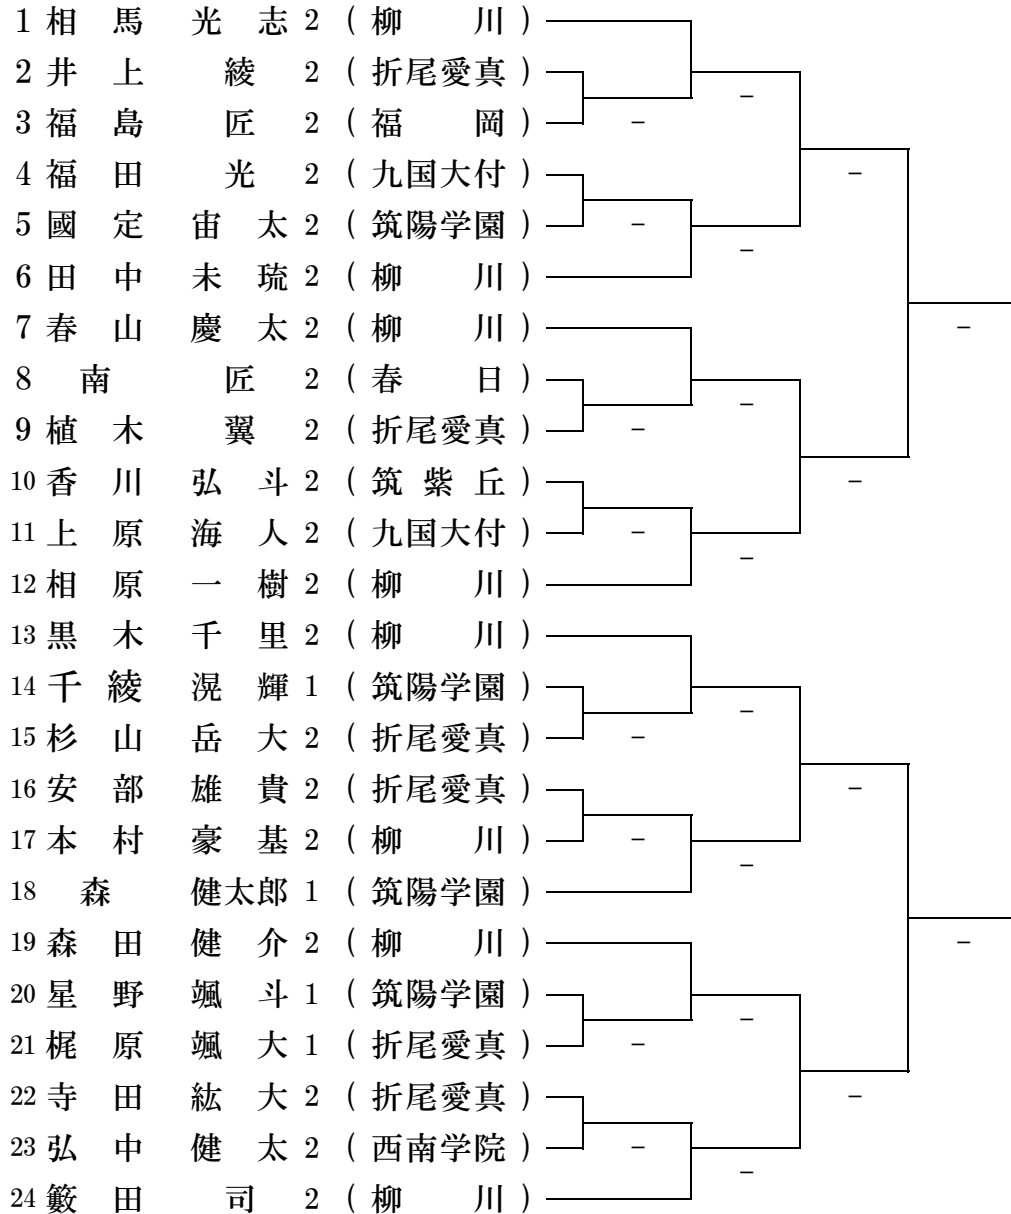 1 相馬 光志 2 ( 柳 川 )
2 井上 綾 2 ( 折尾愛真 )
–
3 福島 匠 2 ( 福 岡 )
–
4 福田 光 2 ( 九国大付 )
–
5 國定 宙太 2 ( 筑陽学園 )
–
–
6 田中 未琉 2 ( 柳 川 )
7 春山 慶太 2 ( 柳 川 )
–
8 南 匠 2 ( 春 日 )
–
9 植木 翼 2 ( 折尾愛真 )
–
10 香川 弘斗 2 ( 筑紫丘 )
–
11 上原 海人 2 ( 九国大付 )
–
–
12 相原 一樹 2 ( 柳 川 )
13 黒木 千里 2 ( 柳 川 )
14 千綾 滉輝 1 ( 筑陽学園 )
–
15 杉山 岳大 2 ( 折尾愛真 )
–
16 安部 雄貴 2 ( 折尾愛真 )
–
17 本村 豪基 2 ( 柳 川 )
–
–
18 森 健太郎 1 ( 筑陽学園 )
19 森田 健介 2 ( 柳 川 )
–
20 星野 颯斗 1 ( 筑陽学園 )
–
21 梶原 颯大 1 ( 折尾愛真 )
–
22 寺田 紘大 2 ( 折尾愛真 )
–
23 弘中 健太 2 ( 西南学院 )
–
–
24 籔田 司 2 ( 柳 川 )